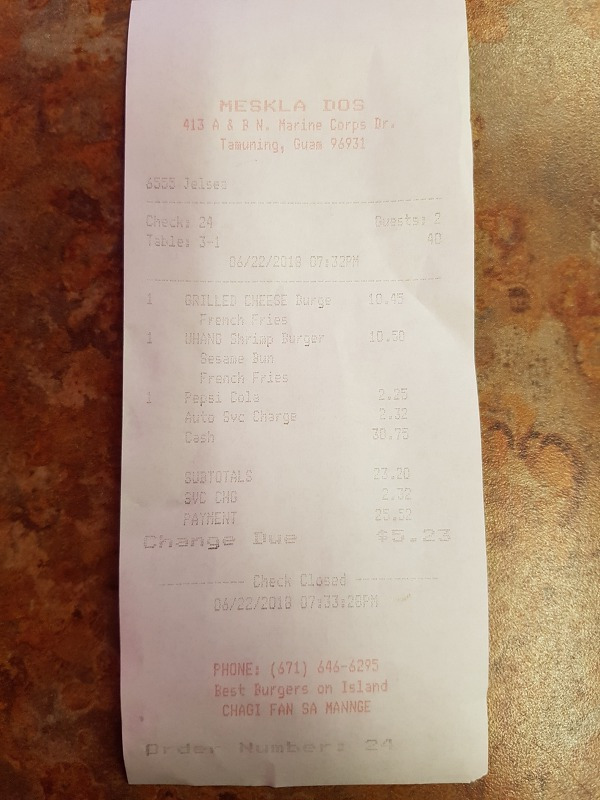 MESKLA DOS
413 A & B N. Marine Corps Dr.
Tamuning, Guam 96931
6555 Jelsea
Check: 24 Guests: 2
Table: 3-1 40
06/22/2018 07:32PM
1 GRILLED CHEESE Burge 10.45
French Fries
1 UHANG Shrimp Burger 10.50
Sesame Bun
French Fries
1 Pepsi Cola 2.25
Auto Svc Charge 2.32
Cash 30.75
SUBTOTALS 23.20
SVC CHG 2.32
PAYMENT 25.52
Change Due $5.23
Check Closed
06/22/2018 07:33:28PM
PHONE: (671) 646-6295
Best Burgers on Island
CHAGI FAN SA MANNGE
Order Number: 24